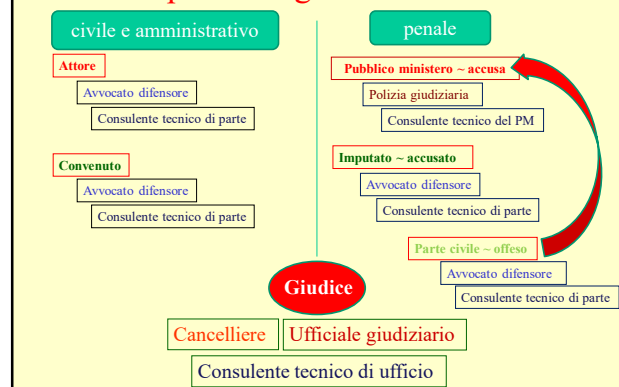 civile e amministrativo
Attore
Avvocato difensore
Consulente tecnico di parte
Convenuto
Avvocato difensore
Consulente tecnico di parte
penale
Pubblico ministero ~ accusa
Polizia giudiziaria
Consulente tecnico del PM
Imputato ~ accusato
Avvocato difensore
Consulente tecnico di parte
Parte civile ~ offeso
Avvocato difensore
Consulente tecnico di parte
Giudice
Cancelliere Ufficiale giudiziario
Consulente tecnico di ufficio